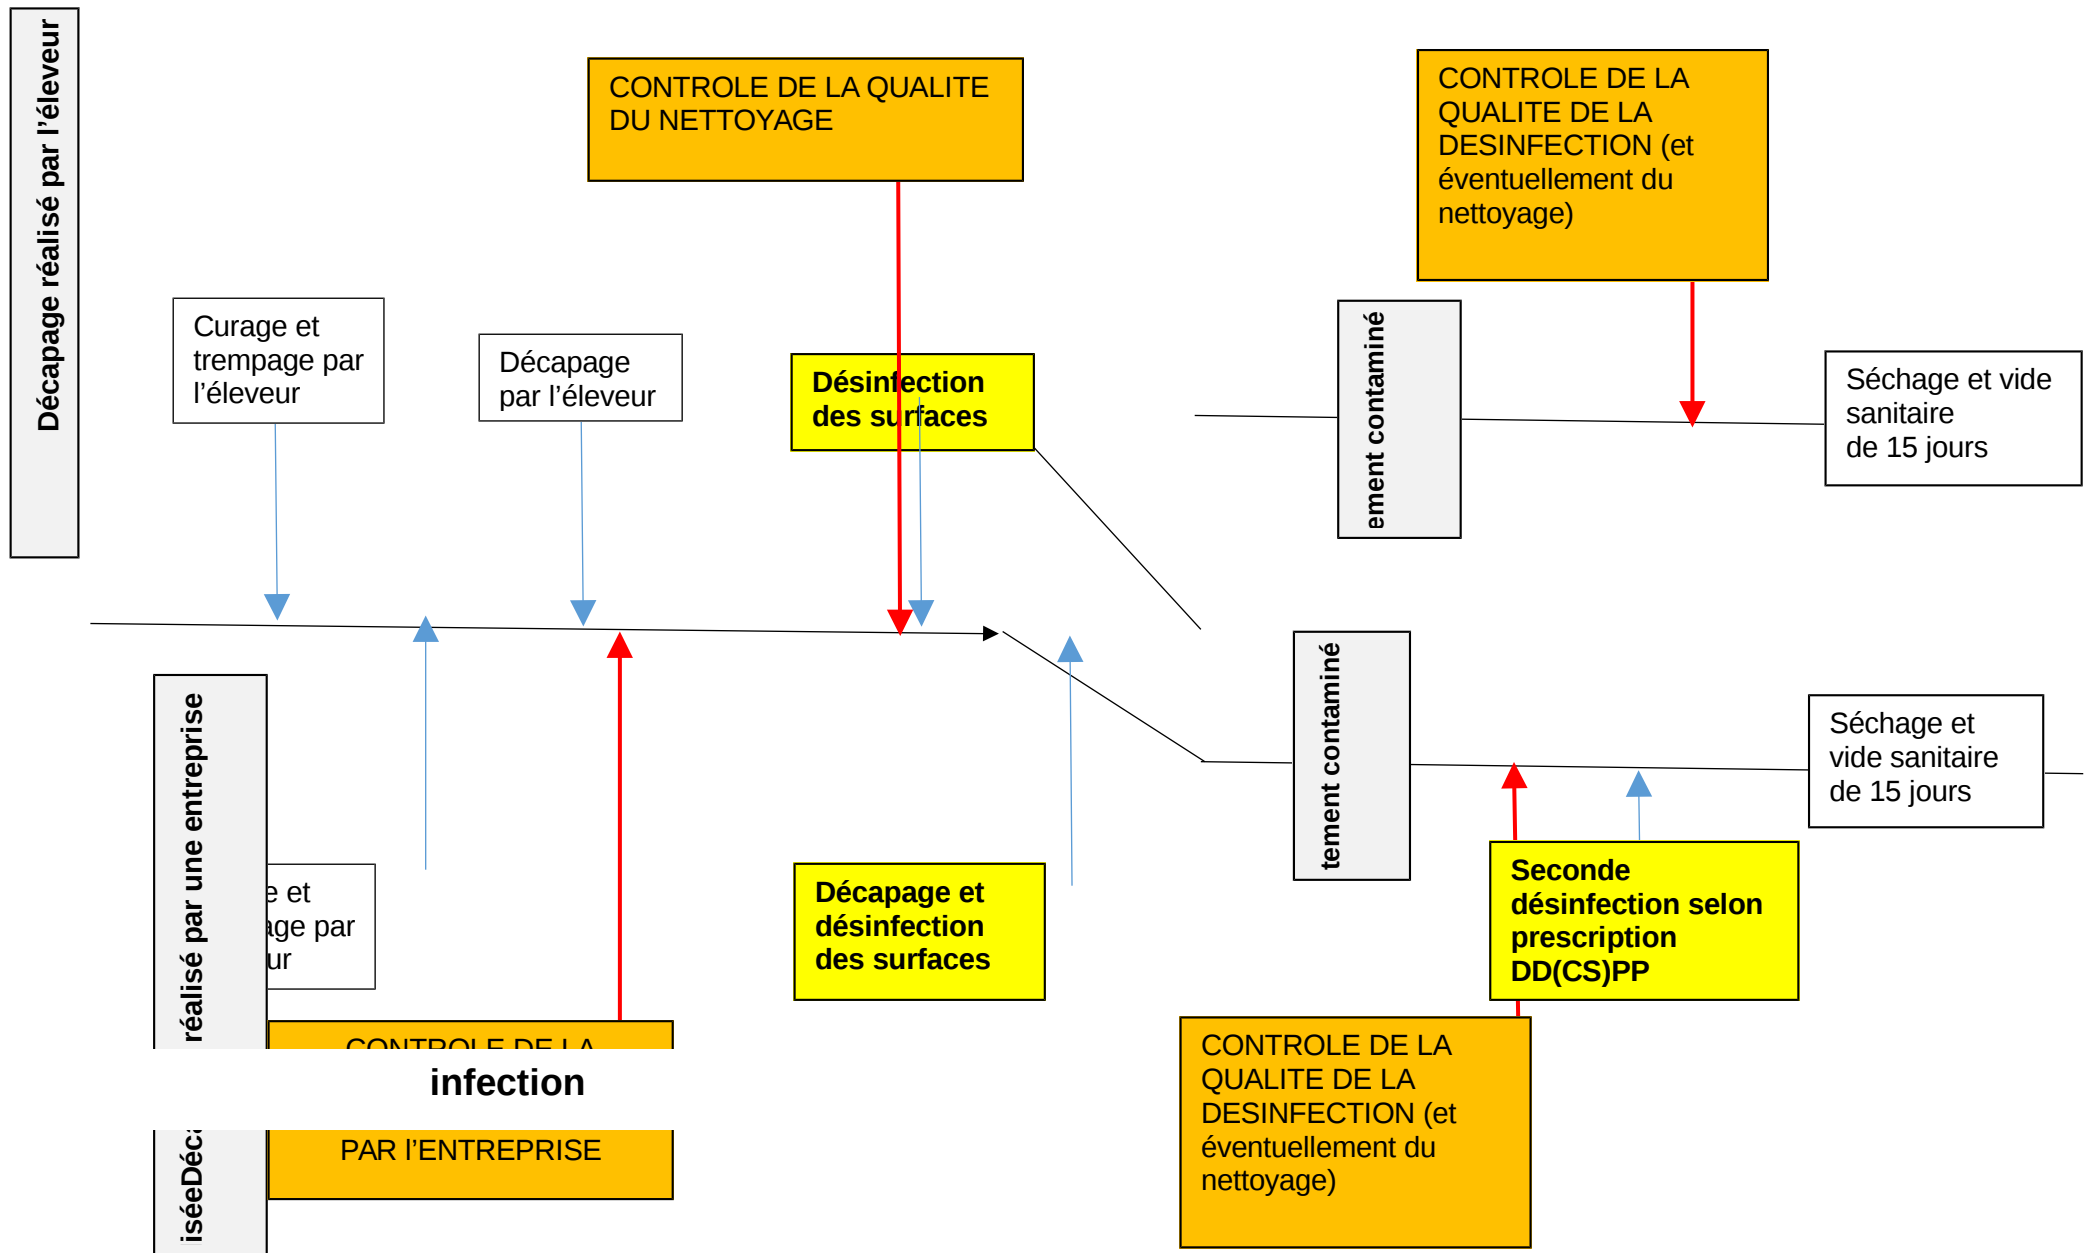 Décapage réalisé par l’éleveur
CONTROLE DE LA QUALITE
DU NETTOYAGE
CONTROLE DE LA
QUALITE DE LA
DESINFECTION (et
éventuellement du
nettoyage)
Curage et
trempage par
l’éleveur
Décapage
par l’éleveur
Désinfection
des surfaces
ement contaminé
Séchage et vide
sanitaire
de 15 jours
réalisé par une entreprise
iséeDéca
e et
age par
ur
CONTROLE DE LA
infection
PAR l’ENTREPRISE
Décapage et
désinfection
des surfaces
tement contaminé
Séchage et
vide sanitaire
de 15 jours
Seconde
désinfection selon
prescription
DD(CS)PP
CONTROLE DE LA
QUALITE DE LA
DESINFECTION (et
éventuellement du
nettoyage)